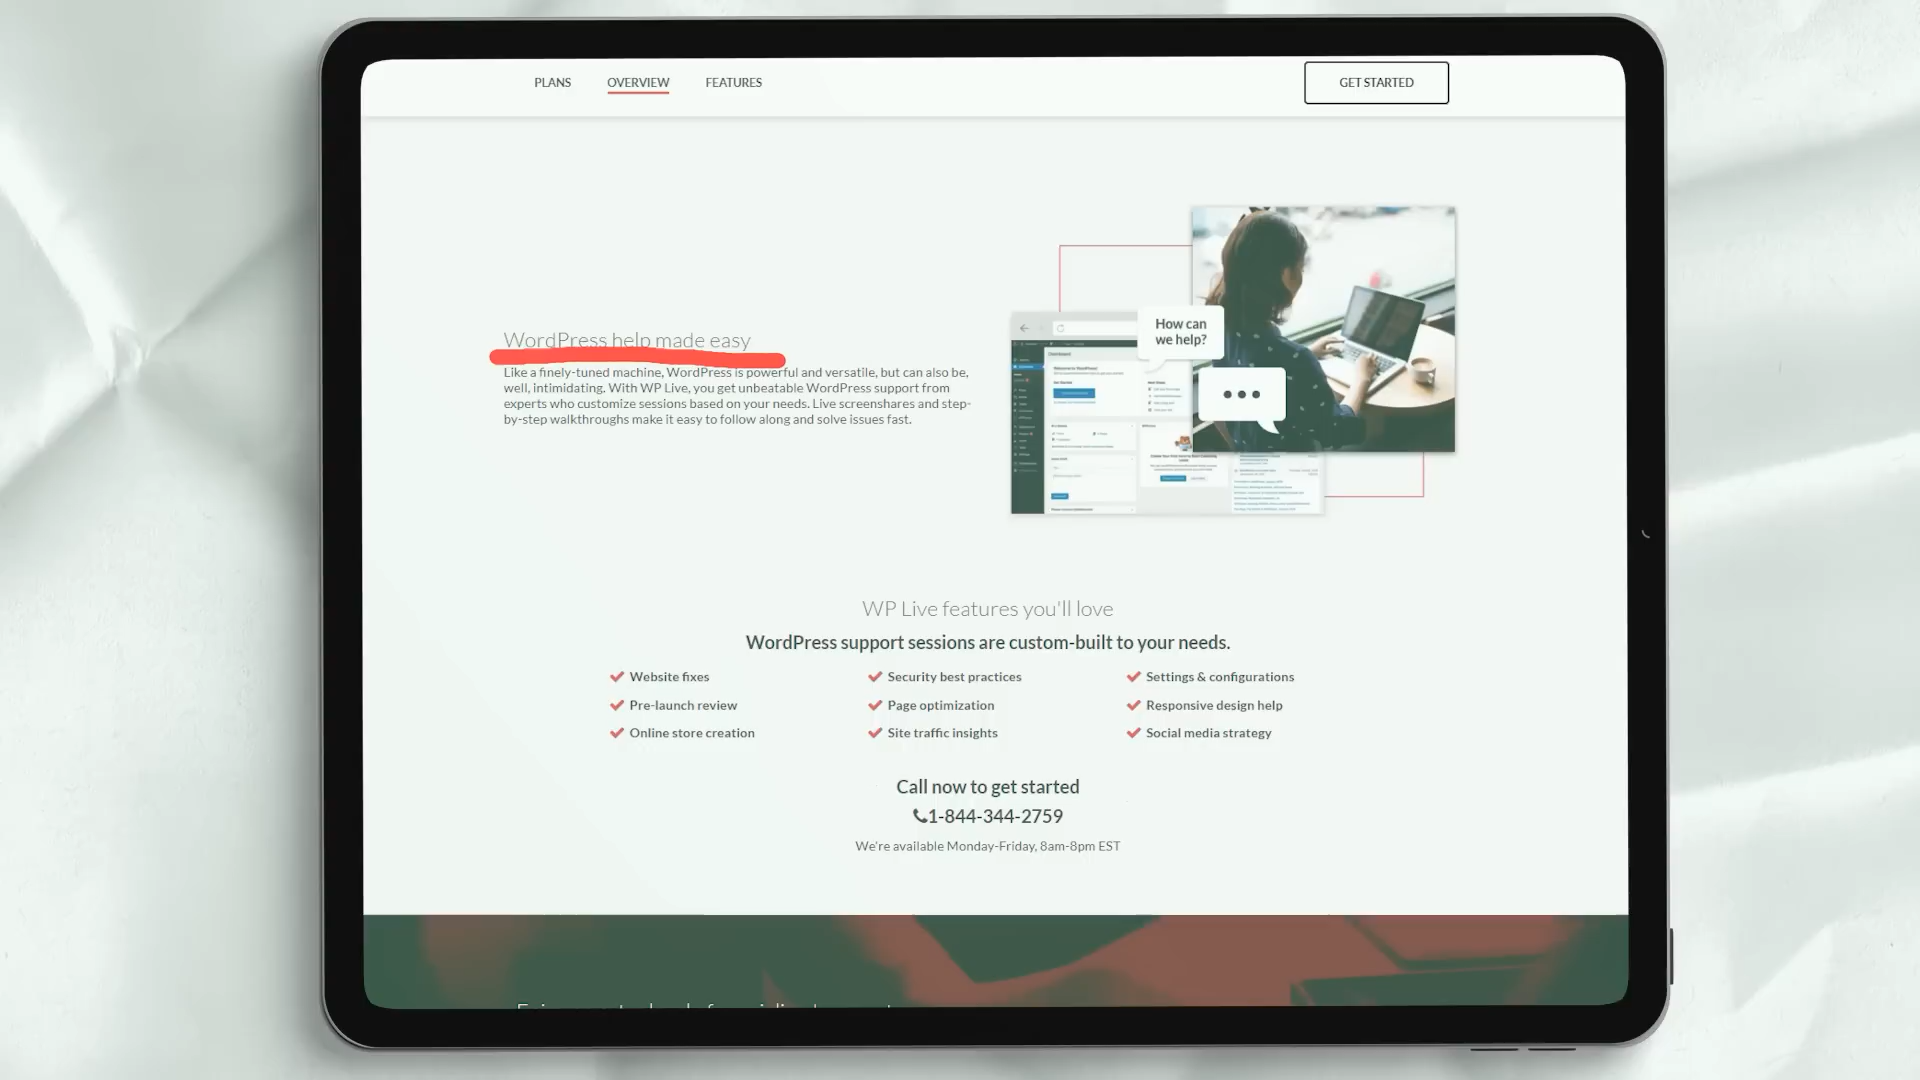 PLANS OVERVIEW FEATURES GET STARTED
WordPress help made easy
Like a finely-tuned machine, WordPress is powerful and versatile, but can also be,
well, intimidating. With WP Live, you get unbeatable WordPress support from
experts who customize sessions based on your needs. Live screenshares and step-
by-step walkthroughs make it easy to follow along and solve issues fast.
How can
we help?
Dashboard
WP Live features you'll love
WordPress support sessions are custom-built to your needs.
Website fixes Security best practices Settings & configurations
Pre-launch review Page optimization Responsive design help
Online store creation Site traffic insights Social media strategy
Call now to get started
1-844-344-2759
We're available Monday-Friday, 8am-8pm EST